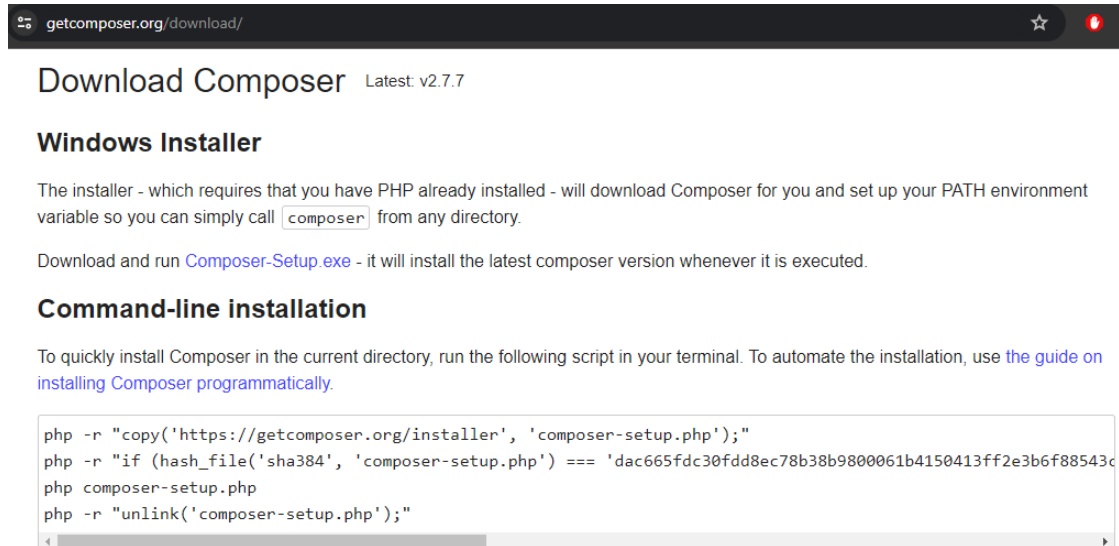 getcomposer.org/download/
Download Composer Latest: v2.7.7
Windows Installer
The installer - which requires that you have PHP already installed - will download Composer for you and set up your PATH environment
variable so you can simply call composer from any directory.
Download and run Composer-Setup.exe - it will install the latest composer version whenever it is executed.
Command-line installation
To quickly install Composer in the current directory, run the following script in your terminal. To automate the installation, use the guide on
installing Composer programmatically.
php -r "copy('https://getcomposer.org/installer', 'composer-setup.php');"
php -r "if (hash_file('sha384', 'composer-setup.php') === 'dac665fdc30fdd8ec78b38b9800061b4150413ff2e3b6f88543c
php composer-setup.php
php -r "unlink('composer-setup.php');"